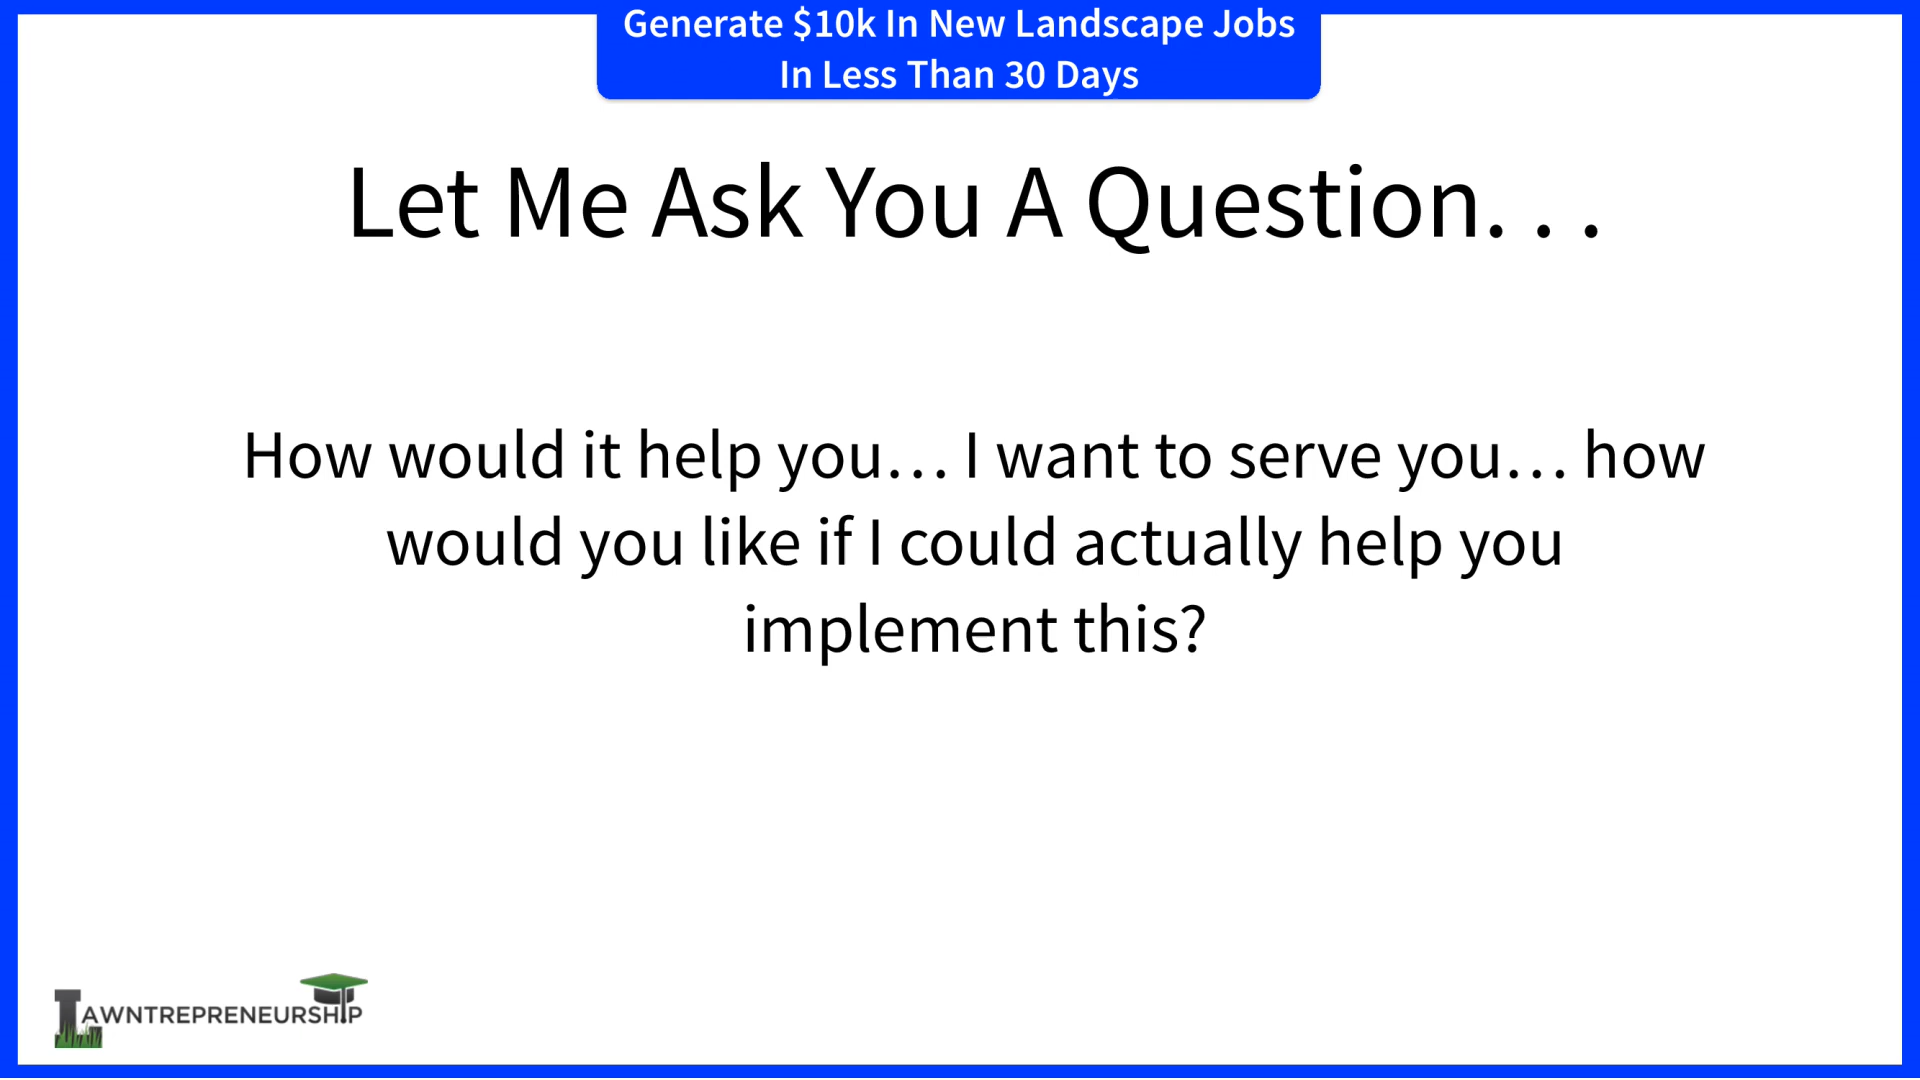 Generate $10k In New Landscape Jobs
In Less Than 30 Days
Let Me Ask You A Question. . .
How would it help you… I want to serve you… how
would you like if I could actually help you
implement this?
LAWNTREPRENEURSHIP